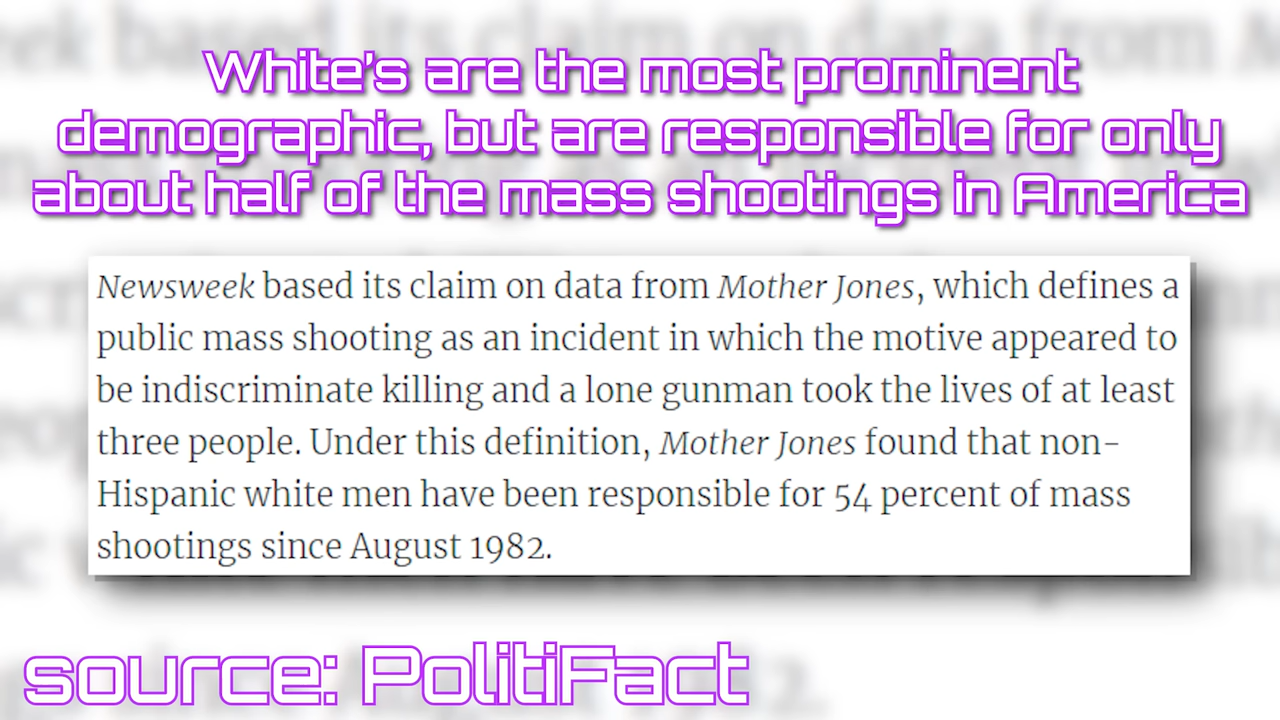 White's are the most prominent
demographic, but are responsible for only
about half of the mass shootings in America
Newsweek based its claim on data from Mother Jones, which defines a
public mass shooting as an incident in which the motive appeared to
be indiscriminate killing and a lone gunman took the lives of at least
three people. Under this definition, Mother Jones found that non-
Hispanic white men have been responsible for 54 percent of mass
shootings since August 1982.
source: PolitiFact